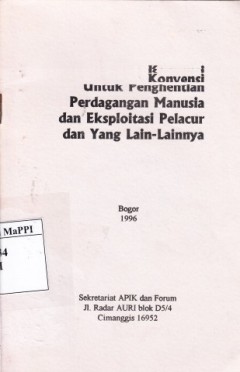 Konvensi
Untuk Penghentian
Perdagangan Manusia
dan Eksploitasi Pelacur
dan Yang Lain-Lainnya
Bogor
1996
MaPPI
Sekretariat APIK dan Forum
Jl. Radar AURI blok D5/4
Cimanggis 16952